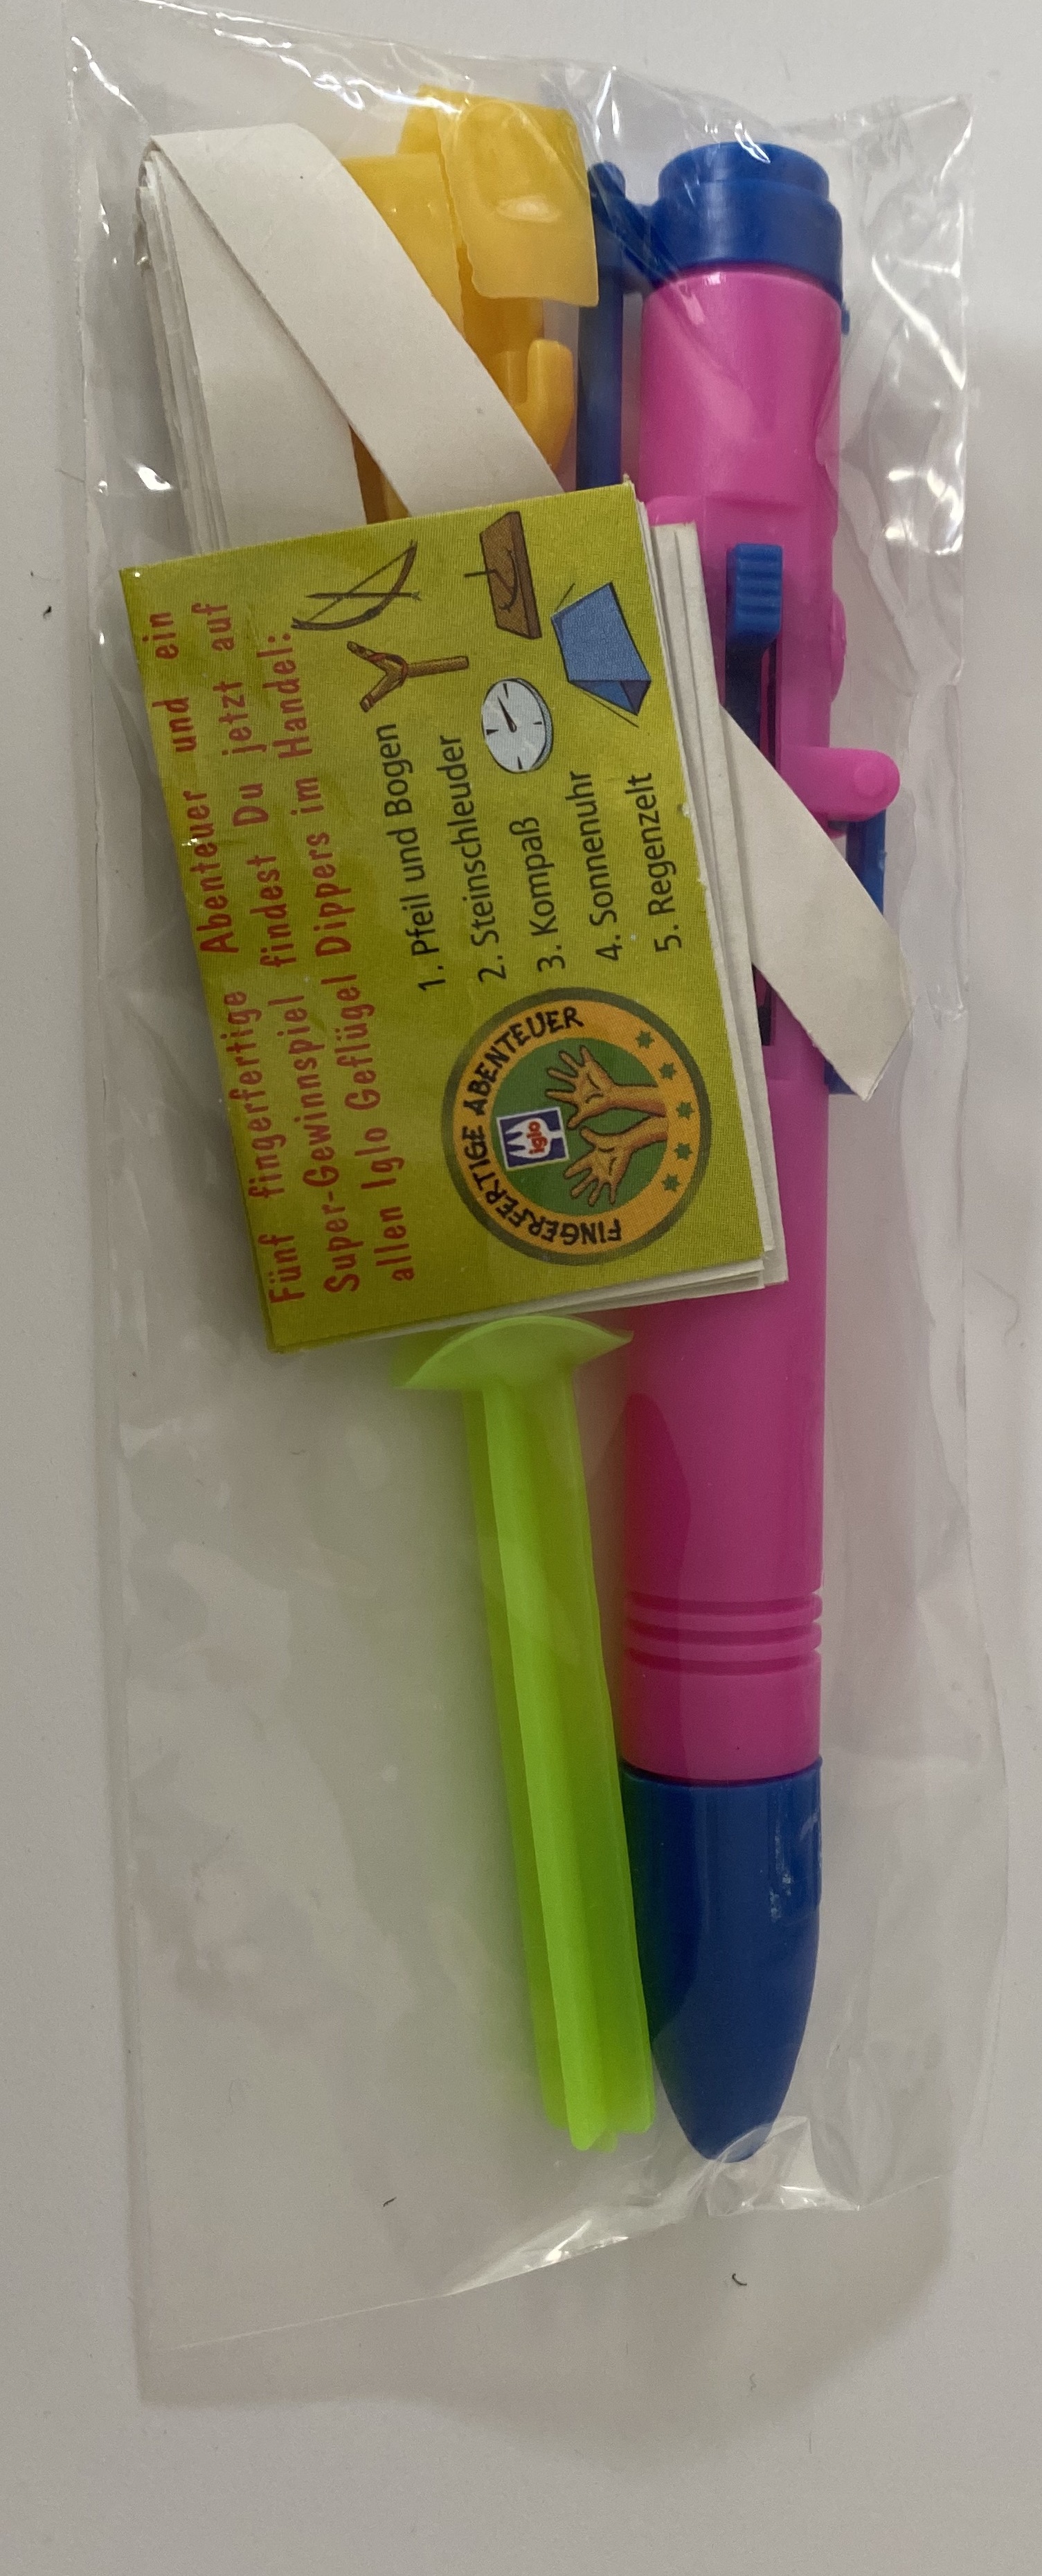 Fünf fingerfertige Abenteuer und ein
Super-Gewinnspiel findest Du jetzt auf
allen Iglo Geflügel Dippers im Handel:
1. Pfeil und Bogen
2. Steinschleuder
3. Kompaß
4. Sonnenuhr
5. Regenzelt
FINGERFERTIGE ABENTEUER
iglo